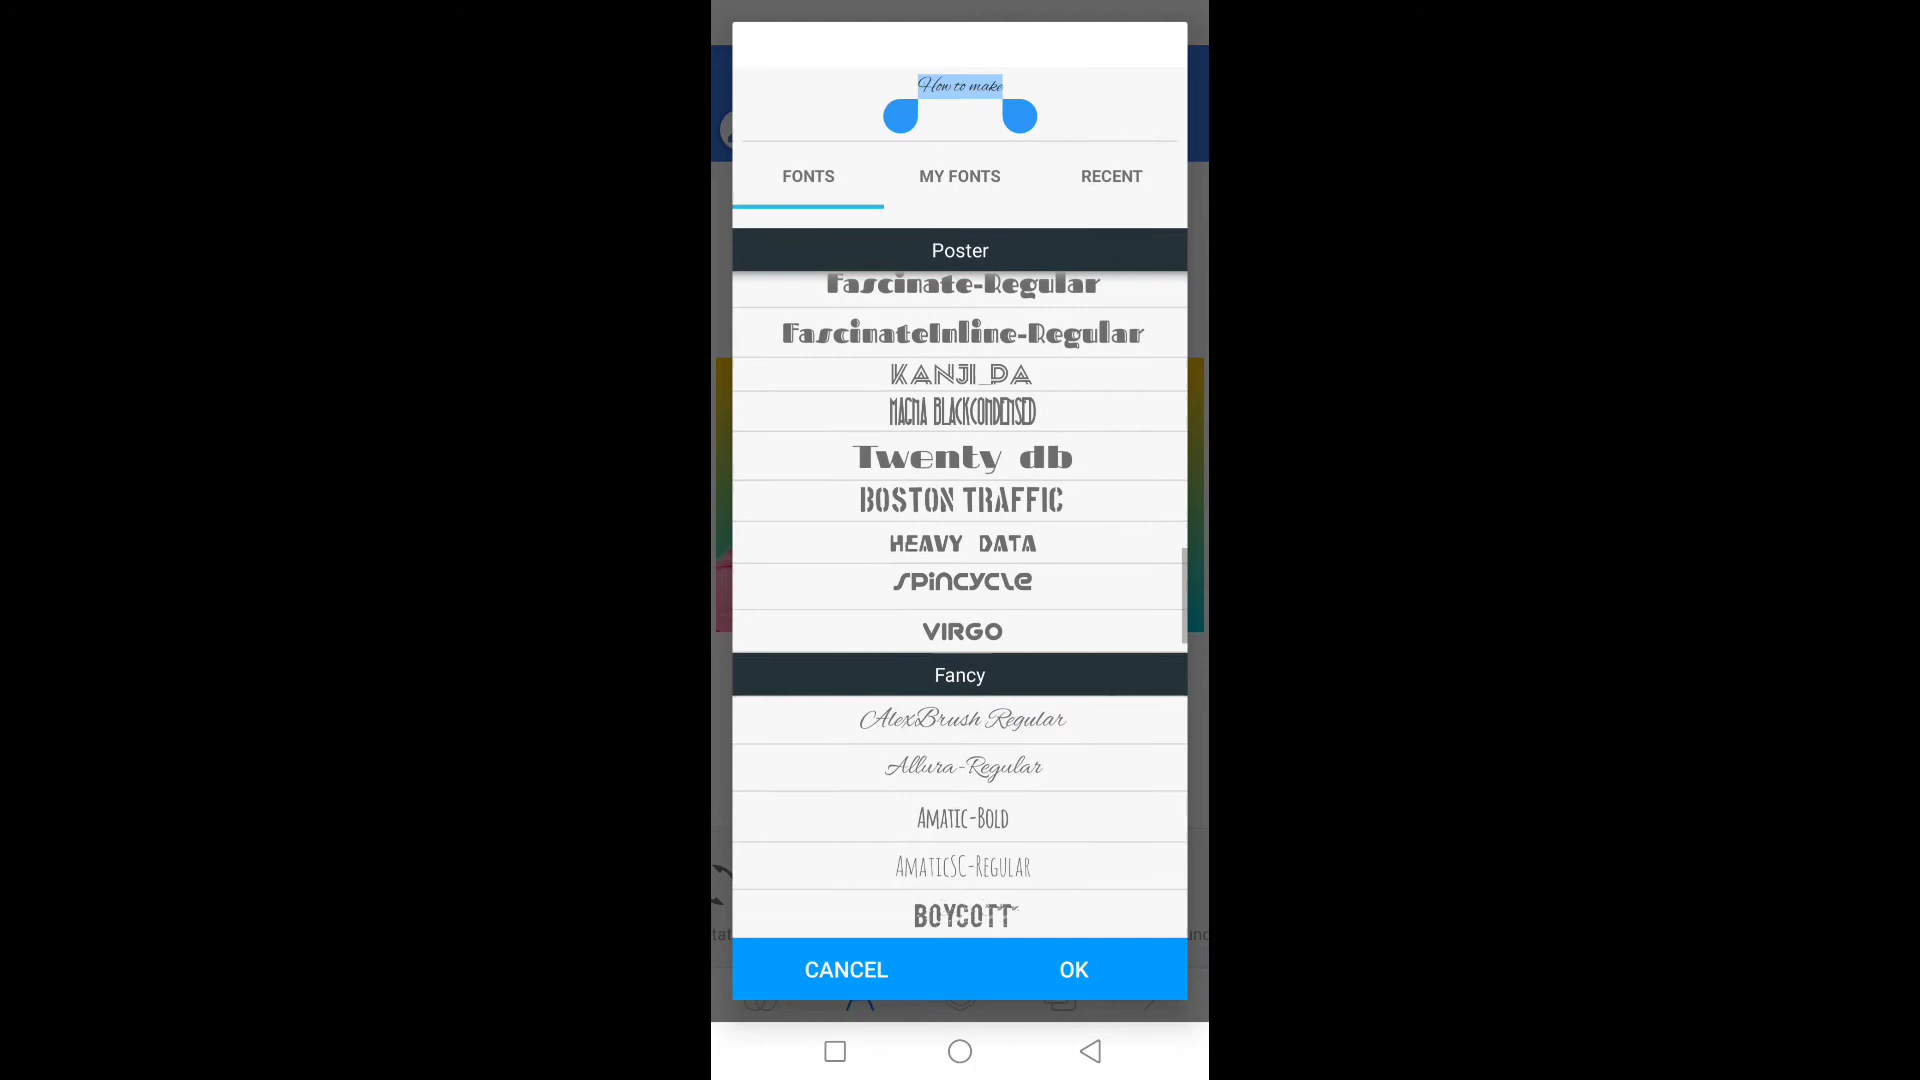 How to make
FONTS
MY FONTS
RECENT
Poster
Fascinate-Regular
FascinateInline-Regular
KANJI_DA
MAGNA BLACKCONDENSED
Twenty db
BOSTON TRAFFIC
HEAVY DATA
SPINCYCLE
VIRGO
Fancy
AlexBrush Regular
Allura-Regular
Amatic-Bold
AmaticSC-Regular
BOYCOTT
CANCEL
OK